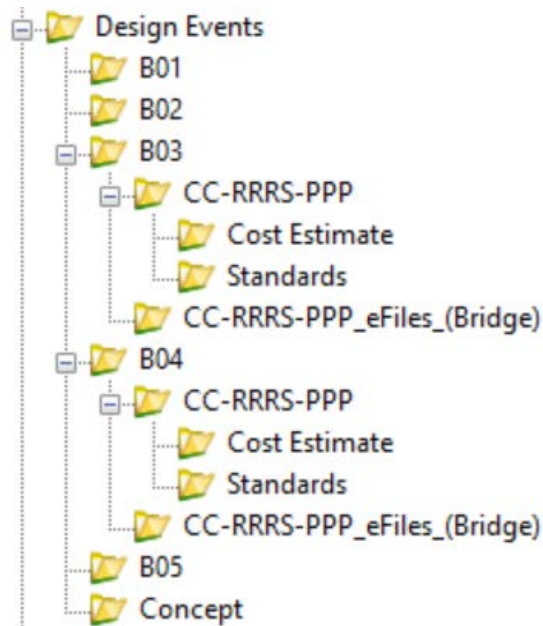 Design Events
B01
B02
B03
CC-RRRS-PPP
Cost Estimate
Standards
CC-RRRS-PPP_eFiles_(Bridge)
B04
CC-RRRS-PPP
Cost Estimate
Standards
CC-RRRS-PPP_eFiles_(Bridge)
B05
Concept